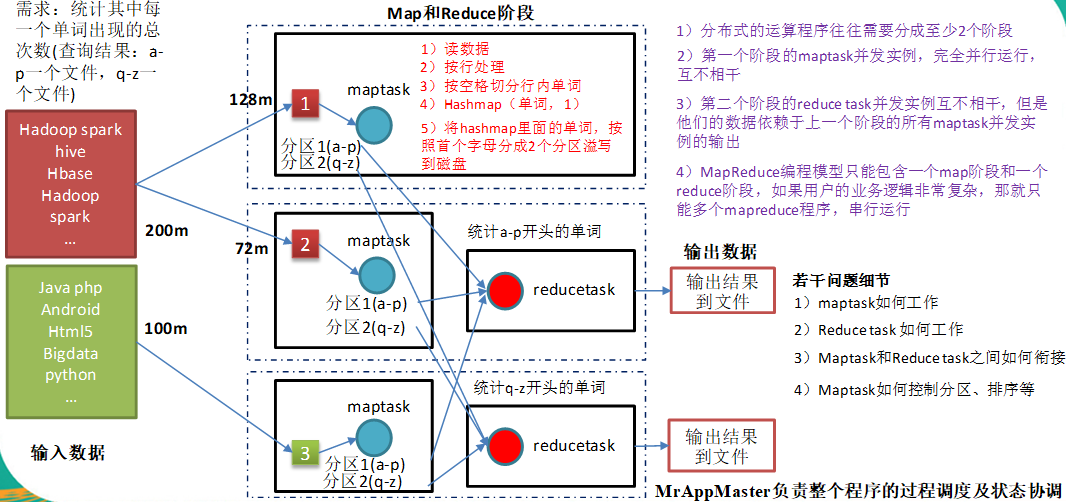 需求：统计其中每
一个单词出现的总
次数(查询结果：a-
p一个文件，q-z一
个文件)
Hadoop spark
hive
Hbase
Hadoop
spark
...
200m
Java php
Android
Html5
Bigdata
python
...
100m
输入数据
Map和Reduce阶段
128m
1
maptask
分区1(a-p)
分区2(q-z)
1）读数据
2）按行处理
3）按空格切分行内单词
4）Hashmap（单词，1）
5）将hashmap里面的单词，按
照首个字母分成2个分区溢写
到磁盘
72m
2
maptask
分区1(a-p)
分区2(q-z)
统计a-p开头的单词
reducetask
3
maptask
分区1(a-p)
分区2(q-z)
统计q-z开头的单词
reducetask
输出数据
输出结果
到文件
输出结果
到文件
1）分布式的运算程序往往需要分成至少2个阶段
2）第一个阶段的maptask并发实例，完全并行运行，
互不相干
3）第二个阶段的reduce task并发实例互不相干，但是
他们的数据依赖于上一个阶段的所有maptask并发实
例的输出
4）MapReduce编程模型只能包含一个map阶段和一个
reduce阶段，如果用户的业务逻辑非常复杂，那就只
能多个mapreduce程序，串行运行
若干问题细节
1）maptask如何工作
2）Reduce task 如何工作
3）Maptask和Reduce task之间如何衔接
4）Maptask如何控制分区、排序等
MrAppMaster负责整个程序的过程调度及状态协调